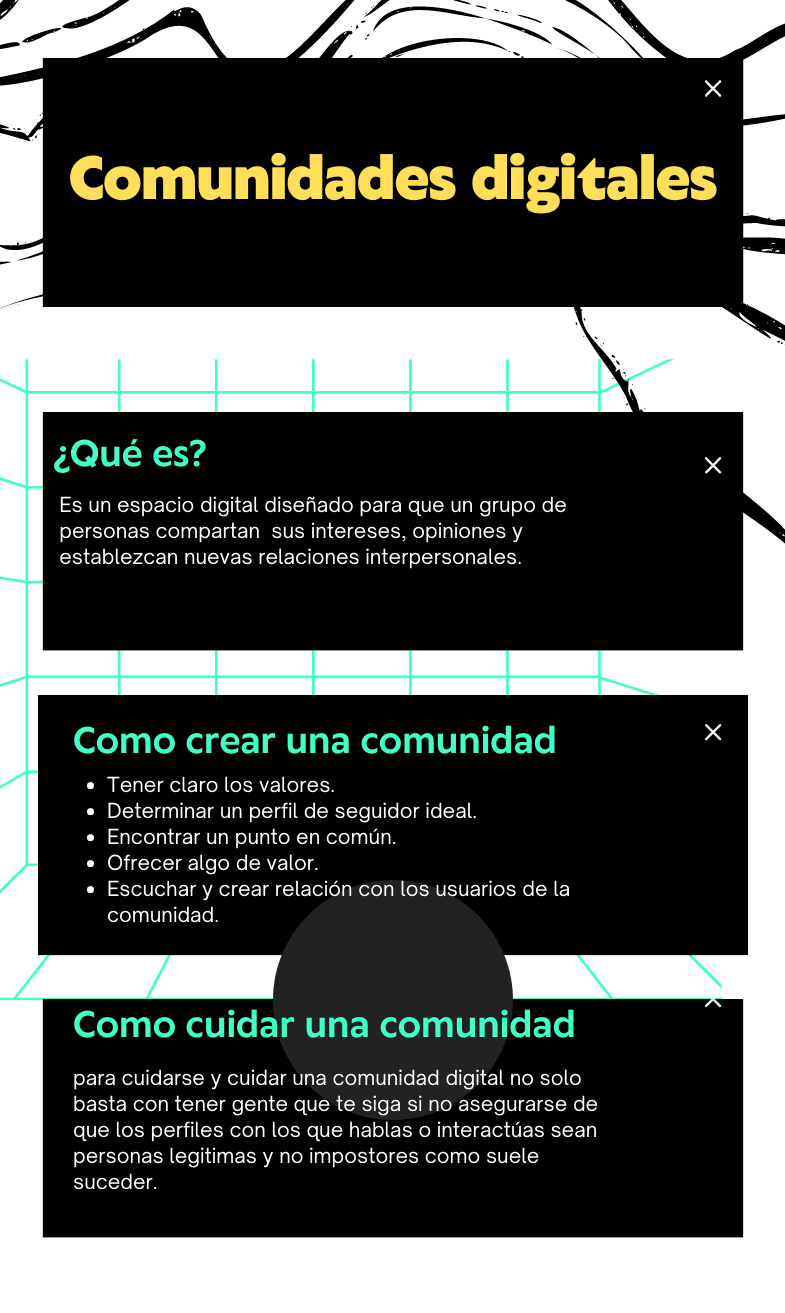 Comunidades digitales
¿Qué es?
Es un espacio digital diseñado para que un grupo de
personas compartan  sus intereses, opiniones y
establezcan nuevas relaciones interpersonales.
Como crear una comunidad
• Tener claro los valores.
• Determinar un perfil de seguidor ideal.
• Encontrar un punto en común.
• Ofrecer algo de valor.
• Escuchar y crear relación con los usuarios de la
comunidad.
Como cuidar una comunidad
para cuidarse y cuidar una comunidad digital no solo
basta con tener gente que te siga si no asegurarse de
que los perfiles con los que hablas o interactúas sean
personas legitimas y no impostores como suele
suceder.